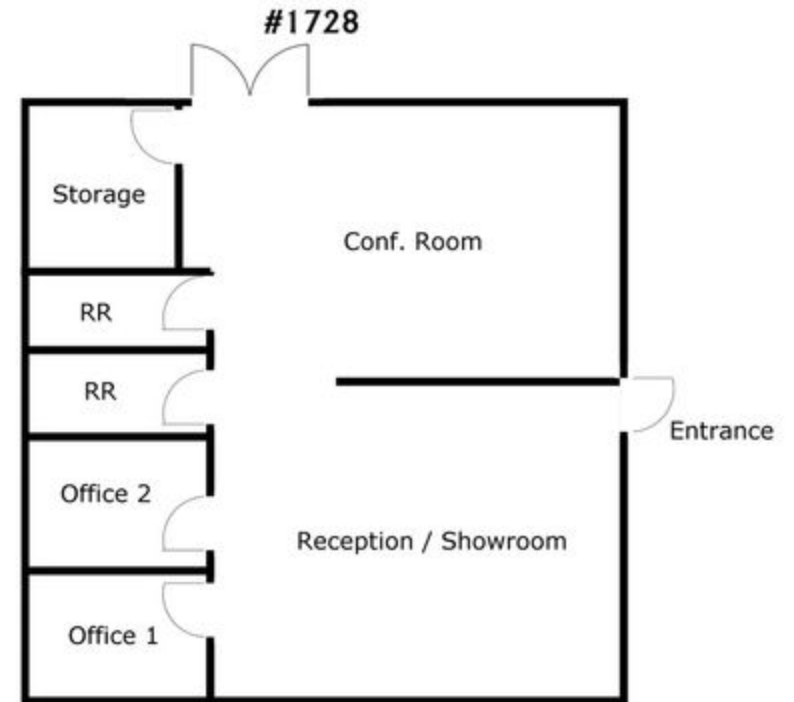 #1728
Storage
Conf. Room
RR
RR
Entrance
Office 2
Reception / Showroom
Office 1